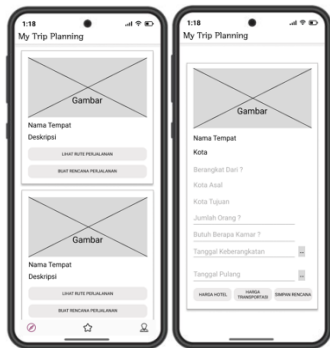 1:18
My Trip Planning
Gambar
Nama Tempat
Deskripsi
LIHAT RUTE PERJALANAN
BUAT RENCANA PERJALANAN
Gambar
Nama Tempat
Deskripsi
LIHAT RUTE PERJALANAN
BUAT RENCANA PERJALANAN
1:18
My Trip Planning
Gambar
Nama Tempat
Kota
Berangkat Dari ?
Kota Asal
Kota Tujuan
Jumlah Orang ?
Butuh Berapa Kamar ?
Tanggal Keberangkatan
...
Tanggal Pulang
...
HARGA HOTEL
HARGA
TRANSPORTASI
SIMPAN RENCANA